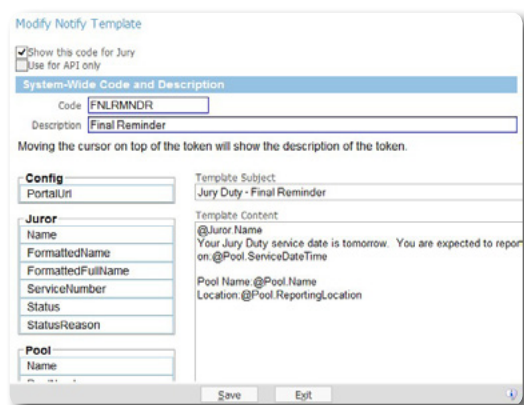 Modify Notify Template
Show this code for Jury
Use for API only
System-Wide Code and Description
Code FNLRMNDR
Description Final Reminder
Moving the cursor on top of the token will show the description of the token.
Config
PortalUrl
Juror
Name
FormattedName
FormattedFullName
ServiceNumber
Status
StatusReason
Pool
Name
Template Subject
Jury Duty - Final Reminder
Template Content
@Juror.Name
Your Jury Duty service date is tomorrow. You are expected to repor
on:@Pool.ServiceDateTime
Pool Name:@Pool.Name
Location:@Pool.ReportingLocation
Save Exit